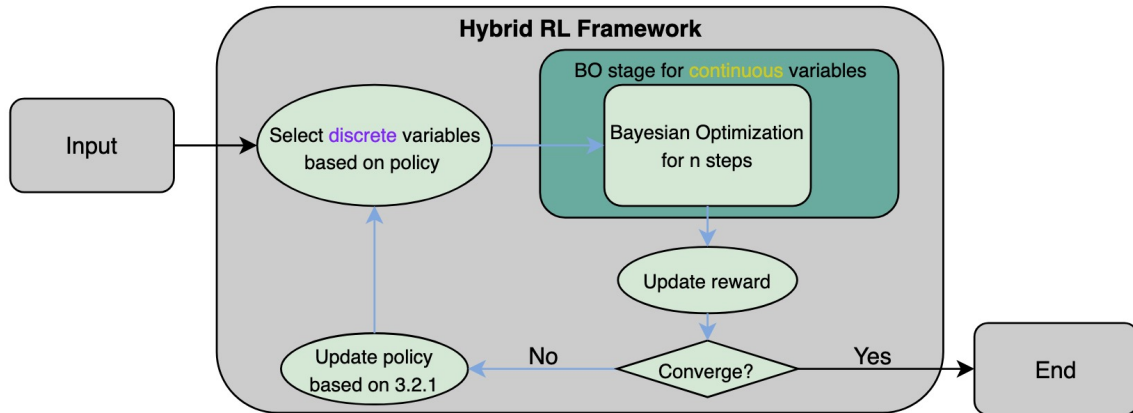 Hybrid RL Framework
BO stage for continuous variables
Input
Select discrete variables
based on policy
Bayesian Optimization
for n steps
Update reward
Update policy
based on 3.2.1
No
Converge?
Yes
End